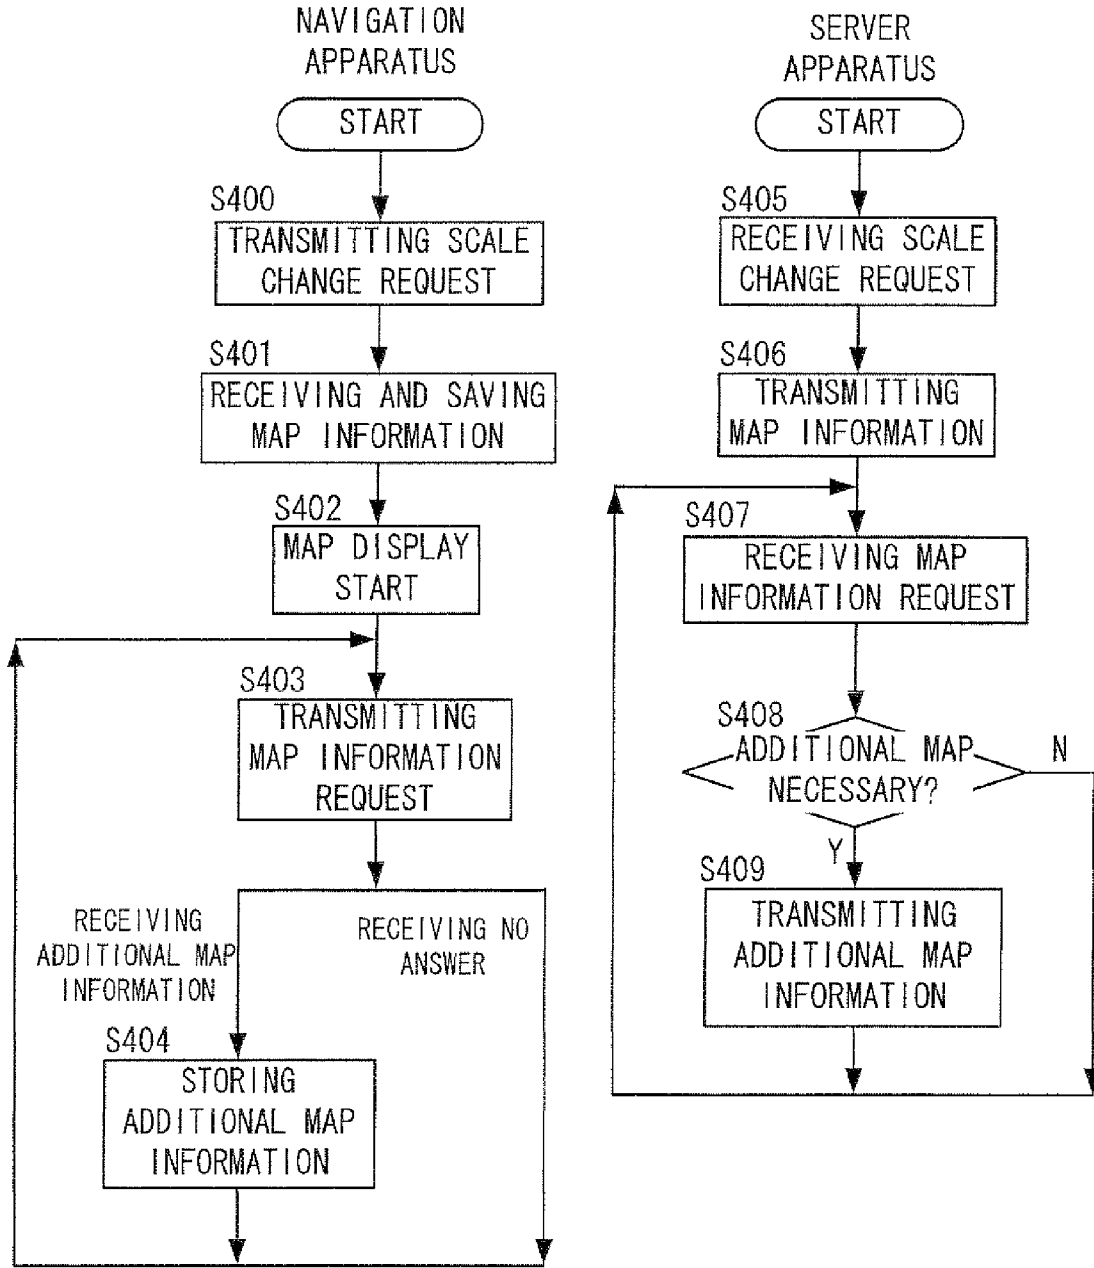 NAVIGATION
APPARATUS
START
S400
TRANSMITTING SCALE
CHANGE REQUEST
S401
RECEIVING AND SAVING
MAP INFORMATION
S402
MAP DISPLAY
START
S403
TRANSMITTING
MAP INFORMATION
REQUEST
RECEIVING
ADDITIONAL MAP
INFORMATION
RECEIVING NO
ANSWER
S404
STORING
ADDITIONAL MAP
INFORMATION
SERVER
APPARATUS
START
S405
RECEIVING SCALE
CHANGE REQUEST
S406
TRANSMITTING
MAP INFORMATION
S407
RECEIVING MAP
INFORMATION REQUEST
S408
ADDITIONAL MAP
NECESSARY?
N
Y
S409
TRANSMITTING
ADDITIONAL MAP
INFORMATION